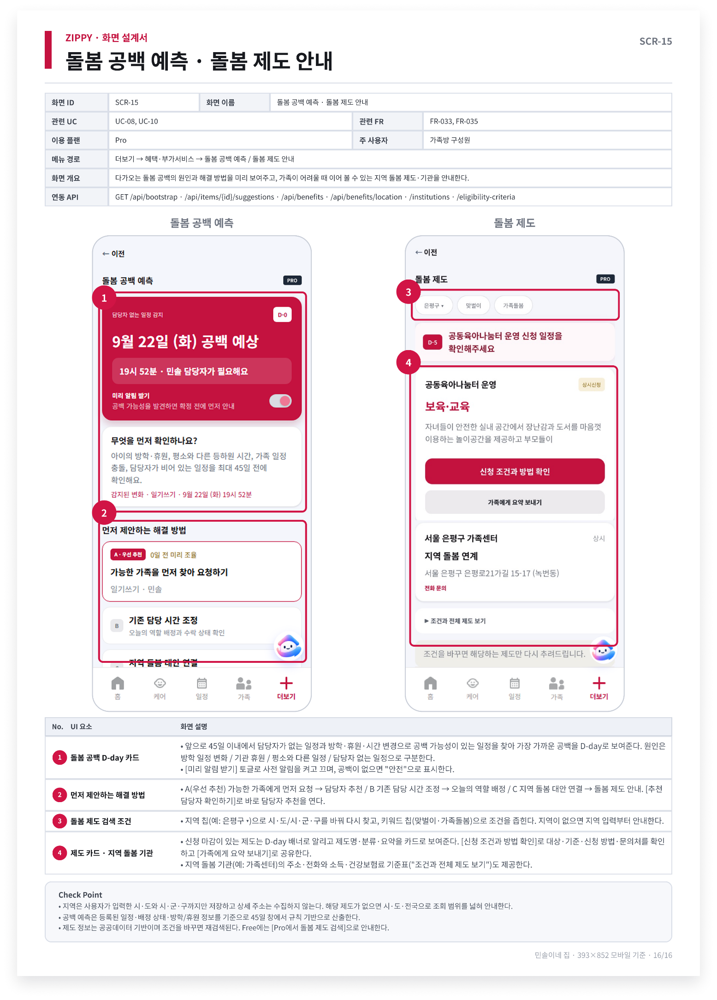 ZIPPY · 화면 설계서
SCR-15
돌봄 공백 예측 · 돌봄 제도 안내
화면 ID
SCR-15
화면 이름
돌봄 공백 예측 · 돌봄 제도 안내
관련 UC
UC-08, UC-10
관련 FR
FR-033, FR-035
이용 플랜
Pro
주 사용자
가족방 구성원
메뉴 경로
더보기 → 혜택·부가서비스 → 돌봄 공백 예측 / 돌봄 제도 안내
화면 개요
다가오는 돌봄 공백의 원인과 해결 방법을 미리 보여주고, 가족이 어려울 때 이어 볼 수 있는 지역 돌봄 제도·기관을 안내한다.
연동 API
GET /api/bootstrap · /api/items/{id}/suggestions · /api/benefits · /api/benefits/location · /institutions · /eligibility-criteria
돌봄 공백 예측
← 이전
돌봄 공백 예측
PRO
1
담당자 없는 일정 감지
D-0
9월 22일 (화) 공백 예상
19시 52분 · 민솔 담당자가 필요해요
미리 알림 받기
공백 가능성을 발견하면 확정 전에 먼저 안내
무엇을 먼저 확인하나요?
아이의 방학·휴원, 평소와 다른 등하원 시간, 가족 일정
충돌, 담당자가 비어 있는 일정을 최대 45일 전에
확인해요.
감지된 변화 · 일기쓰기 · 9월 22일 (화) 19시 52분
2
먼저 제안하는 해결 방법
A · 우선 추천
0일 전 미리 조율
가능한 가족을 먼저 찾아 요청하기
일기쓰기 · 민솔
B
기존 담당 시간 조정
오늘의 역할 배정과 수락 상태 확인
지역 돌봄 대안 연결
홈
케어
일정
가족
더보기
돌봄 제도
← 이전
돌봄 제도
PRO
3
은평구 ▾
맞벌이
가족돌봄
D-5
공동육아나눔터 운영 신청 일정을
확인해주세요
4
공동육아나눔터 운영
상시신청
보육·교육
자녀들이 안전한 실내 공간에서 장난감과 도서를 마음껏
이용하는 놀이공간을 제공하고 부모들이
신청 조건과 방법 확인
가족에게 요약 보내기
서울 은평구 가족센터
상시
지역 돌봄 연계
서울 은평구 은평로21가길 15-17 (녹번동)
전화 문의
▶ 조건과 전체 제도 보기
조건을 바꾸면 해당하는 제도만 다시 추려드립니다.
홈
케어
일정
가족
더보기
No.
UI 요소
화면 설명
1
돌봄 공백 D-day 카드
• 앞으로 45일 이내에서 담당자가 없는 일정과 방학·휴원·시간 변경으로 공백 가능성이 있는 일정을 찾아 가장 가까운 공백을 D-day로 보여준다. 원인은
방학 일정 변화 / 기관 휴원 / 평소와 다른 일정 / 담당자 없는 일정으로 구분한다.
• [미리 알림 받기] 토글로 사전 알림을 켜고 끄며, 공백이 없으면 "안전"으로 표시한다.
2
먼저 제안하는 해결 방법
• A(우선 추천) 가능한 가족에게 먼저 요청 → 담당자 추천 / B 기존 담당 시간 조정 → 오늘의 역할 배정 / C 지역 돌봄 대안 연결 → 돌봄 제도 안내. [추천
담당자 확인하기]로 바로 담당자 추천을 연다.
3
돌봄 제도 검색 조건
• 지역 칩(예: 은평구 ▾)으로 시·도/시·군·구를 바꿔 다시 찾고, 키워드 칩(맞벌이·가족돌봄)으로 조건을 좁힌다. 지역이 없으면 지역 입력부터 안내한다.
4
제도 카드 · 지역 돌봄 기관
• 신청 마감이 있는 제도는 D-day 배너로 알리고 제도명·분류·요약을 카드로 보여준다. [신청 조건과 방법 확인]로 대상·기준·신청 방법·문의처를 확인
하고 [가족에게 요약 보내기]로 공유한다.
• 지역 돌봄 기관(예: 가족센터)의 주소·전화와 소득·건강보험료 기준표("조건과 전체 제도 보기")도 제공한다.
Check Point
• 지역은 사용자가 입력한 시·도와 시·군·구까지만 저장하고 상세 주소는 수집하지 않는다. 해당 제도가 없으면 시·도·전국으로 조회 범위를 넓혀 안내한다.
• 공백 예측은 등록된 일정·배정 상태·방학/휴원 정보를 기준으로 45일 창에서 규칙 기반으로 산출한다.
• 제도 정보는 공공데이터 기반이며 조건을 바꾸면 재검색된다. Free에는 [Pro에서 돌봄 제도 검색]으로 안내한다.
민솔이네 집 · 393×852 모바일 기준 · 16/16